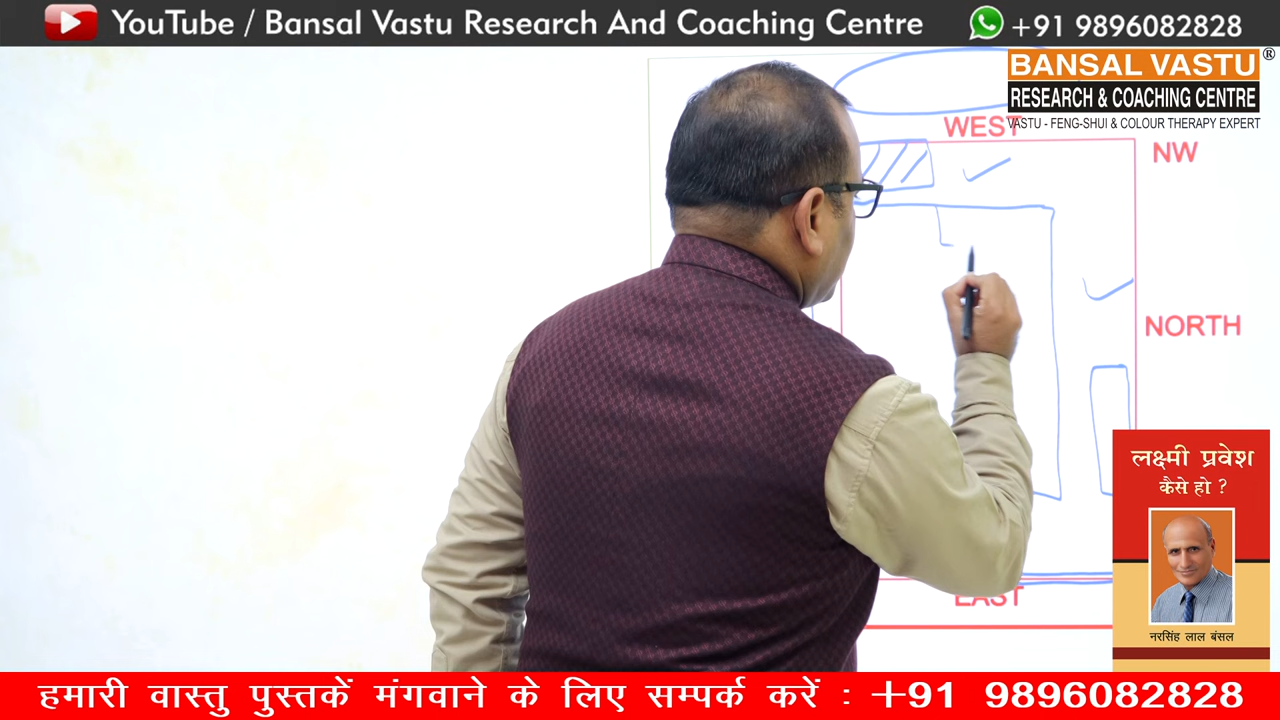 YouTube / Bansal Vastu Research And Coaching Centre
+91 9896082828
BANSAL VASTU ®
RESEARCH & COACHING CENTRE
VASTU - FENG-SHUI & COLOUR THERAPY EXPERT
WEST
NW
NORTH
EAST
लक्ष्मी प्रवेश
कैसे हो ?
नरसिंह लाल बंसल
हमारी वास्तु पुस्तकें मंगवाने के लिए सम्पर्क करें : +91 9896082828